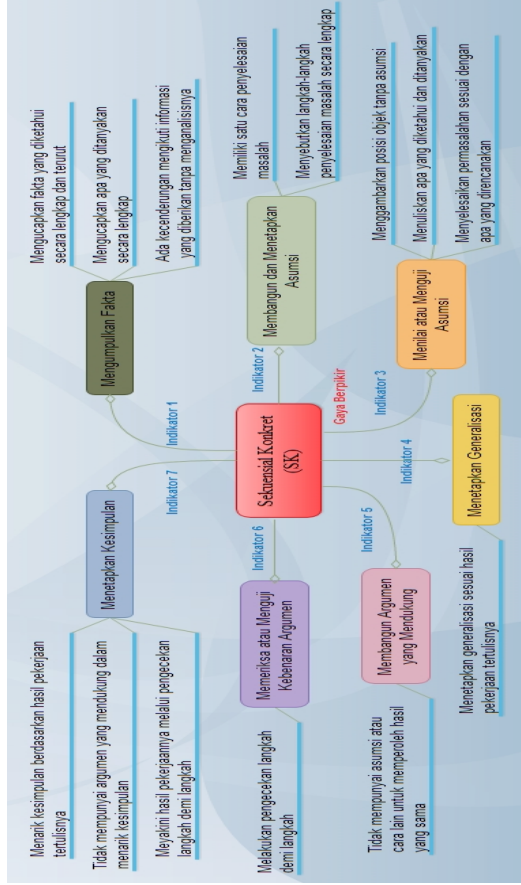 Sekuensial Konkret
(SK)
Gaya Berpikir
Indikator 1
Mengumpulkan Fakta
Mengucapkan fakta yang diketahui
secara lengkap dan terurut
Mengucapkan apa yang ditanyakan
secara lengkap
Ada kecenderungan mengikuti informasi
yang diberikan tanpa menganalisisnya
Indikator 2
Membangun dan Menetapkan
Asumsi
Memiliki satu cara penyelesaian
masalah
Menyebutkan langkah-langkah
penyelesaian masalah secara lengkap
Indikator 3
Menilai atau Menguji
Asumsi
Menggambarkan posisi objek tanpa asumsi
Menuliskan apa yang diketahui dan ditanyakan
Menyelesaikan permasalahan sesuai dengan
apa yang direncanakan
Indikator 4
Menetapkan Generalisasi
Menetapkan generalisasi sesuai hasil
pekerjaan tertulisnya
Indikator 5
Membangun Argumen
yang Mendukung
Tidak mempunyai asumsi atau
cara lain untuk memperoleh hasil
yang sama
Indikator 6
Memeriksa atau Menguji
Kebenaran Argumen
Melakukan pengecekan langkah
demi langkah
Indikator 7
Menetapkan Kesimpulan
Menarik kesimpulan berdasarkan hasil pekerjaan
tertulisnya
Tidak mempunyai argumen yang mendukung dalam
menarik kesimpulan
Meyakini hasil pekerjaannya melalui pengecekan
langkah demi langkah